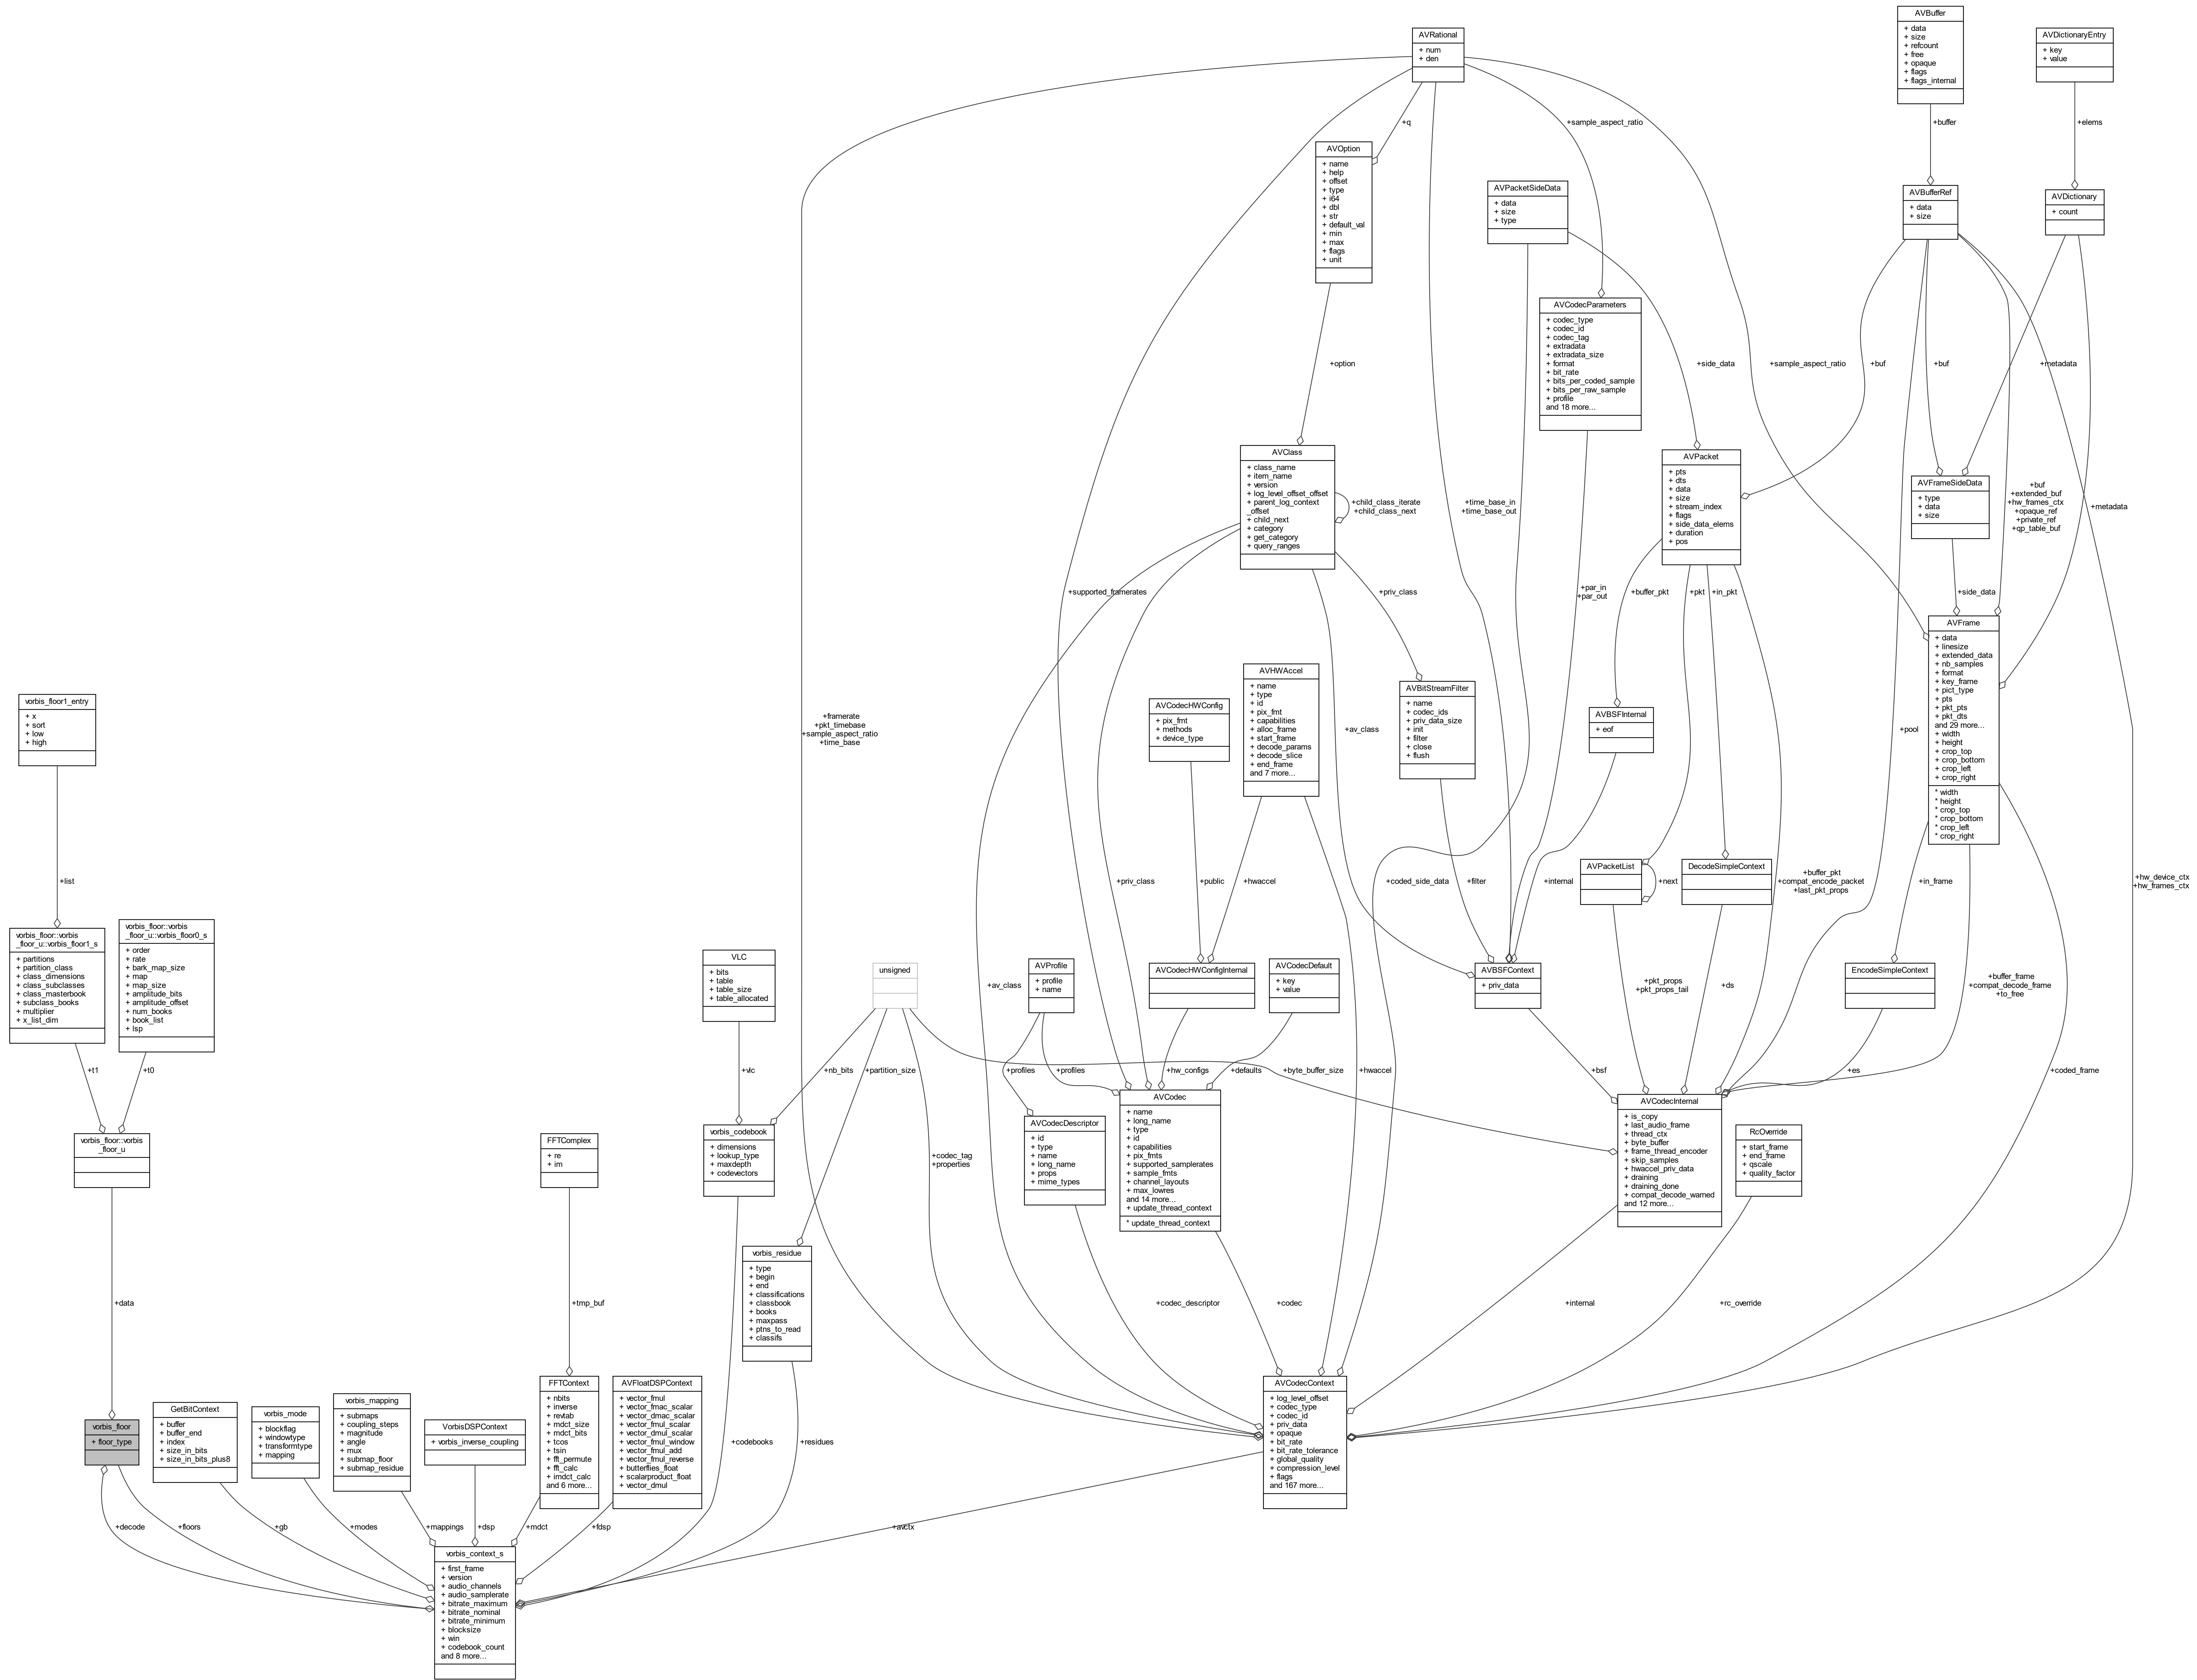 AVBuffer
+ data
+ size
+ refcount
+ free
+ opaque
+ flags
+ flags_internal
AVRational
+ num
+ den
AVDictionaryEntry
+ key
+ value
+q
+sample_aspect_ratio
+buffer
+elems
AVOption
+ name
+ help
+ offset
+ type
+ i64
+ dbl
+ str
+ default_val
+ min
+ max
+ flags
+ unit
AVPacketSideData
+ data
+ size
+ type
AVBufferRef
+ data
+ size
AVDictionary
+ count
AVCodecParameters
+ codec_type
+ codec_id
+ codec_tag
+ extradata
+ extradata_size
+ format
+ bit_rate
+ bits_per_coded_sample
+ bits_per_raw_sample
+ profile
and 18 more...
+option
+side_data
+sample_aspect_ratio
+buf
+buf
+metadata
AVClass
+ class_name
+ item_name
+ version
+ log_level_offset_offset
+ parent_log_context
_offset
+ child_next
+ category
+ get_category
+ query_ranges
+child_class_iterate
+child_class_next
+time_base_in
+time_base_out
AVPacket
+ pts
+ dts
+ data
+ size
+ stream_index
+ flags
+ side_data_elems
+ duration
+ pos
AVFrameSideData
+ type
+ data
+ size
+buf
+extended_buf
+hw_frames_ctx
+opaque_ref
+private_ref
+qp_table_buf
+metadata
+supported_framerates
+priv_class
+par_in
+par_out
+buffer_pkt
+pkt
+in_pkt
+side_data
AVFrame
+ data
+ linesize
+ extended_data
+ nb_samples
+ format
+ key_frame
+ pict_type
+ pts
+ pkt_pts
+ pkt_dts
and 29 more...
+ width
+ height
+ crop_top
+ crop_bottom
+ crop_left
+ crop_right
* width
* height
* crop_top
* crop_bottom
* crop_left
* crop_right
vorbis_floor1_entry
+ x
+ sort
+ low
+ high
+framerate
+pkt_timebase
+sample_aspect_ratio
+time_base
AVCodecHWConfig
+ pix_fmt
+ methods
+ device_type
AVHWAccel
+ name
+ type
+ id
+ pix_fmt
+ capabilities
+ alloc_frame
+ start_frame
+ decode_params
+ decode_slice
+ end_frame
and 7 more...
+av_class
AVBitStreamFilter
+ name
+ codec_ids
+ priv_data_size
+ init
+ filter
+ close
+ flush
AVBSFInternal
+ eof
+pool
+list
+priv_class
+public
+hwaccel
+coded_side_data
+filter
+internal
AVPacketList
+next
DecodeSimpleContext
+buffer_pkt
+compat_encode_packet
+last_pkt_props
+in_frame
+hw_device_ctx
+hw_frames_ctx
vorbis_floor::vorbis
_floor_u::vorbis_floor1_s
+ partitions
+ partition_class
+ class_dimensions
+ class_subclasses
+ class_masterbook
+ subclass_books
+ multiplier
+ x_list_dim
vorbis_floor::vorbis
_floor_u::vorbis_floor0_s
+ order
+ rate
+ bark_map_size
+ map
+ map_size
+ amplitude_bits
+ amplitude_offset
+ num_books
+ book_list
+ lsp
VLC
+ bits
+ table
+ table_size
+ table_allocated
unsigned
+av_class
AVProfile
+ profile
+ name
AVCodecHWConfigInternal
AVCodecDefault
+ key
+ value
AVBSFContext
+ priv_data
+pkt_props
+pkt_props_tail
+ds
EncodeSimpleContext
+buffer_frame
+compat_decode_frame
+to_free
+t1
+t0
+vlc
+nb_bits
+partition_size
+profiles
+profiles
+hw_configs
+defaults
+byte_buffer_size
+hwaccel
+bsf
+es
+coded_frame
vorbis_floor::vorbis
_floor_u
FFTComplex
+ re
+ im
vorbis_codebook
+ dimensions
+ lookup_type
+ maxdepth
+ codevectors
+codec_tag
+properties
AVCodecDescriptor
+ id
+ type
+ name
+ long_name
+ props
+ mime_types
AVCodec
+ name
+ long_name
+ type
+ id
+ capabilities
+ pix_fmts
+ supported_samplerates
+ sample_fmts
+ channel_layouts
+ max_lowres
and 14 more...
+ update_thread_context
* update_thread_context
AVCodecInternal
+ is_copy
+ last_audio_frame
+ thread_ctx
+ byte_buffer
+ frame_thread_encoder
+ skip_samples
+ hwaccel_priv_data
+ draining
+ draining_done
+ compat_decode_warned
and 12 more...
RcOverride
+ start_frame
+ end_frame
+ qscale
+ quality_factor
+data
+tmp_buf
vorbis_residue
+ type
+ begin
+ end
+ classifications
+ classbook
+ books
+ maxpass
+ ptns_to_read
+ classifs
+codec_descriptor
+codec
+internal
+rc_override
vorbis_floor
+ floor_type
GetBitContext
+ buffer
+ buffer_end
+ index
+ size_in_bits
+ size_in_bits_plus8
vorbis_mode
+ blockflag
+ windowtype
+ transformtype
+ mapping
vorbis_mapping
+ submaps
+ coupling_steps
+ magnitude
+ angle
+ mux
+ submap_floor
+ submap_residue
VorbisDSPContext
+ vorbis_inverse_coupling
FFTContext
+ nbits
+ inverse
+ revtab
+ mdct_size
+ mdct_bits
+ tcos
+ tsin
+ fft_permute
+ fft_calc
+ imdct_calc
and 6 more...
AVFloatDSPContext
+ vector_fmul
+ vector_fmac_scalar
+ vector_dmac_scalar
+ vector_fmul_scalar
+ vector_dmul_scalar
+ vector_fmul_window
+ vector_fmul_add
+ vector_fmul_reverse
+ butterflies_float
+ scalarproduct_float
+ vector_dmul
+codebooks
+residues
AVCodecContext
+ log_level_offset
+ codec_type
+ codec_id
+ priv_data
+ opaque
+ bit_rate
+ bit_rate_tolerance
+ global_quality
+ compression_level
+ flags
and 167 more...
+decode
+floors
+gb
+modes
+mappings
+dsp
+mdct
+fdsp
+avctx
vorbis_context_s
+ first_frame
+ version
+ audio_channels
+ audio_samplerate
+ bitrate_maximum
+ bitrate_nominal
+ bitrate_minimum
+ blocksize
+ win
+ codebook_count
and 8 more...